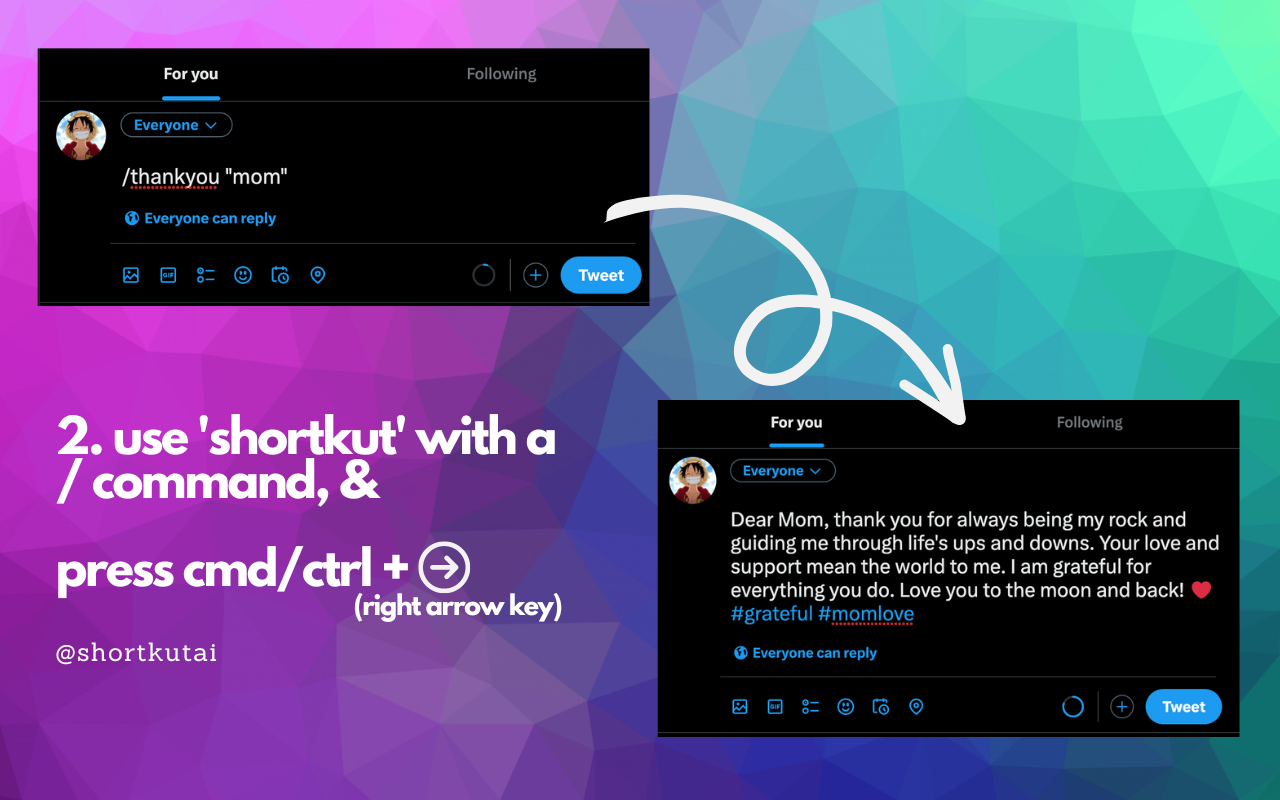 For you
Following
Everyone
/thankyou "mom"
Everyone can reply
GIF
Tweet
2. use 'shortkut' with a
/ command, &
press cmd/ctrl +
(right arrow key)
@shortkutai
For you
Following
Everyone
Dear Mom, thank you for always being my rock and
guiding me through life's ups and downs. Your love and
support mean the world to me. I am grateful for
everything you do. Love you to the moon and back! ❤️
#grateful #momlove
Everyone can reply
GIF
Tweet